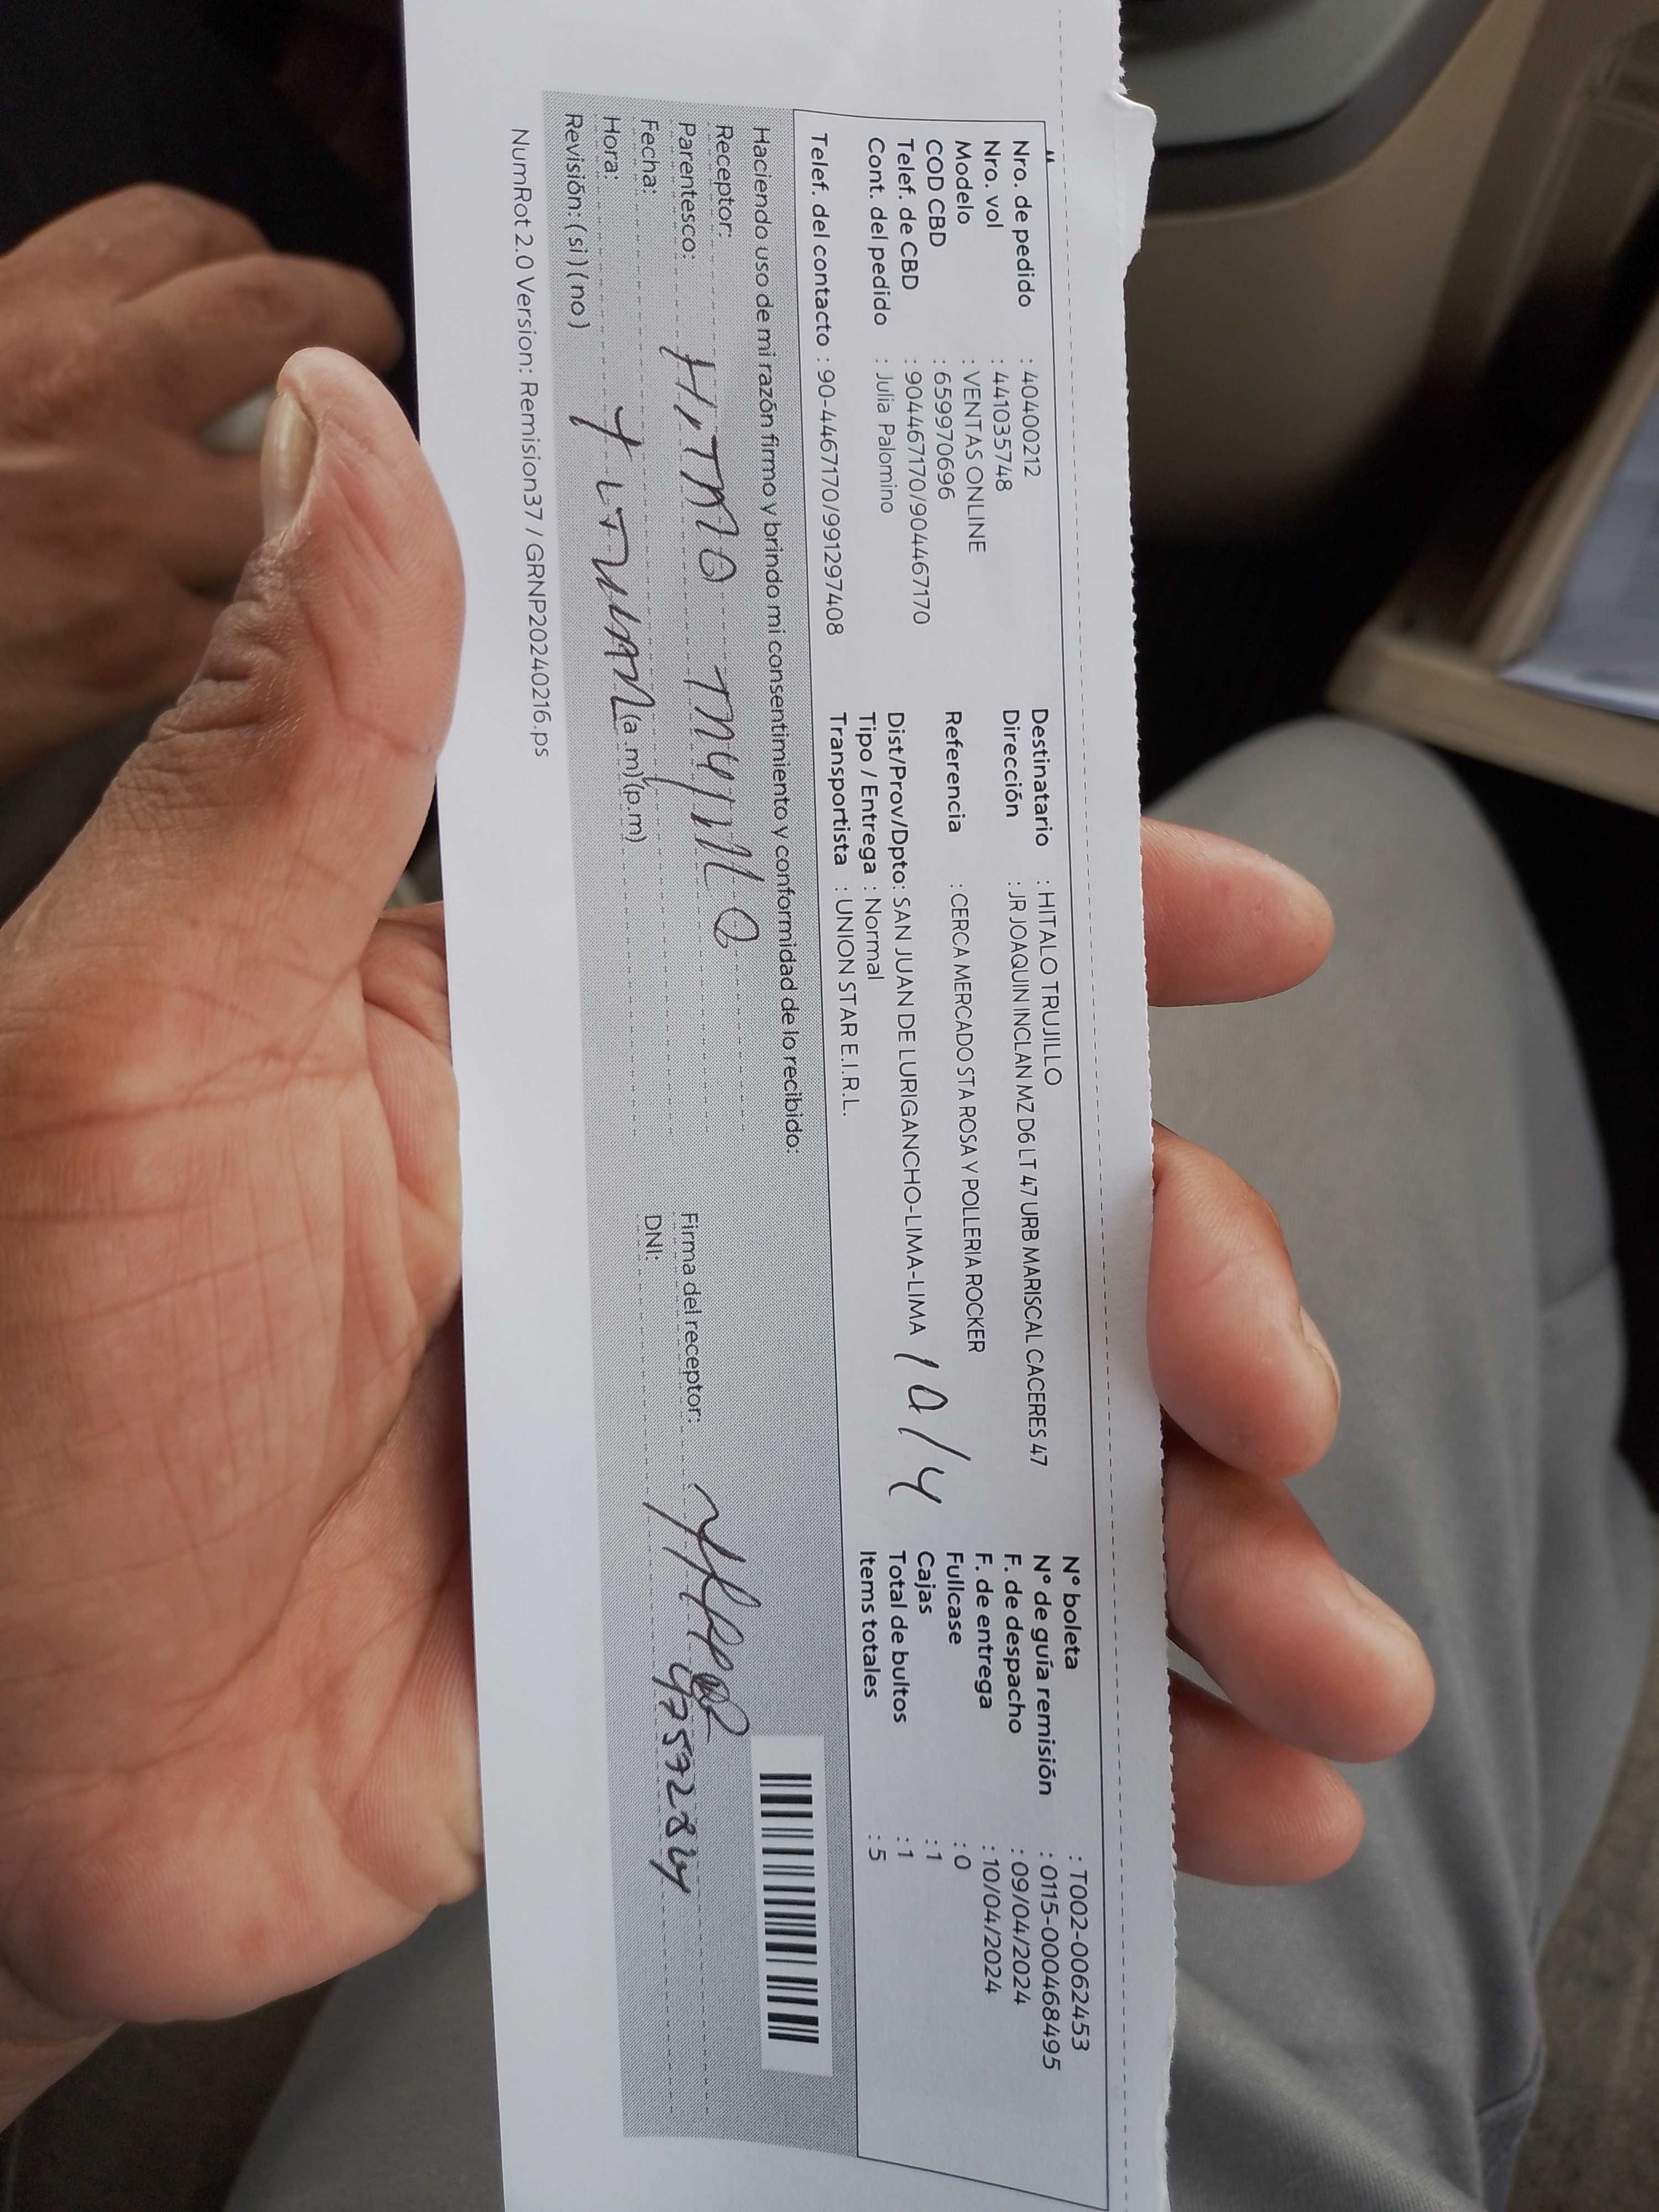 Nro. de pedido : 40400212
Nro. vol : 441035748
Modelo : VENTAS ONLINE
COD CBD : 659970696
Telef. de CBD : 904467170/904467170
Cont. del pedido : Julia Palomino
Telef. del contacto : 90-4467170/991297408
Destinatario : HITALO TRUJILLO
Dirección : JR JOAQUIN INCLAN MZ D6 LT 47 URB MARISCAL CACERES 47
Referencia : CERCA MERCADO STA ROSA Y POLLERIA ROCKER
Dist/Prov/Dpto: SAN JUAN DE LURIGANCHO-LIMA-LIMA
Tipo / Entrega : Normal
Transportista : UNION STAR E.I.R.L.
10/4
N° boleta : T002-0062453
N° de guía remisión : 0115-000468495
F. de despacho : 09/04/2024
F. de entrega : 10/04/2024
Fullcase : 0
Cajas : 1
Total de bultos : 1
Items totales : 5
Haciendo uso de mi razón firmo y brindo mi consentimiento y conformidad de lo recibido:
Receptor:
Parentesco:
Fecha:
Hora: (a.m) (p.m)
Revisión: (si) (no)
Firma del receptor:
DNI:
NumRot 2.0 Version: Remision37 / GRNP20240216.ps